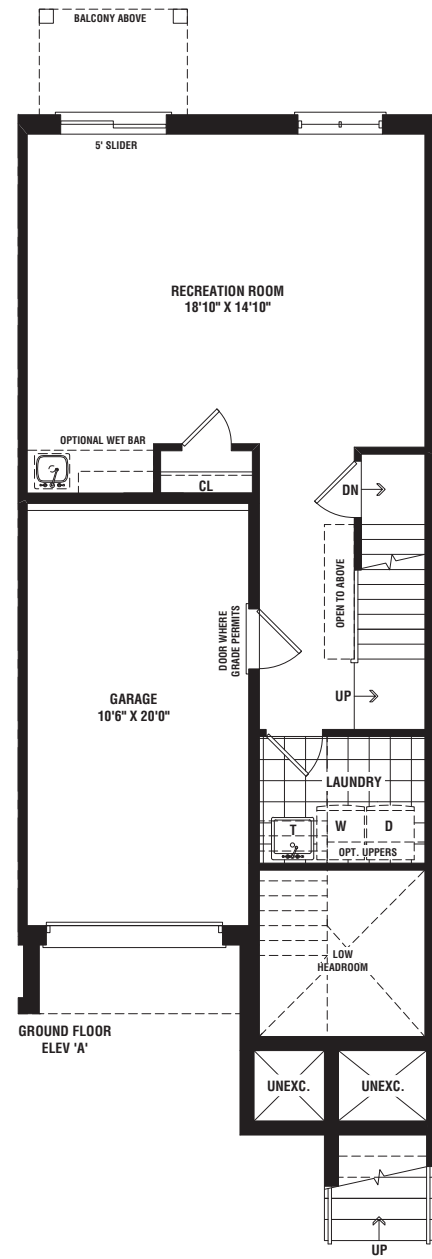 BALCONY ABOVE
5' SLIDER
RECREATION ROOM
18'10" X 14'10"
OPTIONAL WET BAR
CL
DN
OPEN TO ABOVE
DOOR WHERE
GRADE PERMITS
GARAGE
10'6" X 20'0"
UP
LAUNDRY
T
W
D
OPT. UPPERS
LOW
HEADROOM
GROUND FLOOR
ELEV 'A'
UNEXC.
UNEXC.
UP